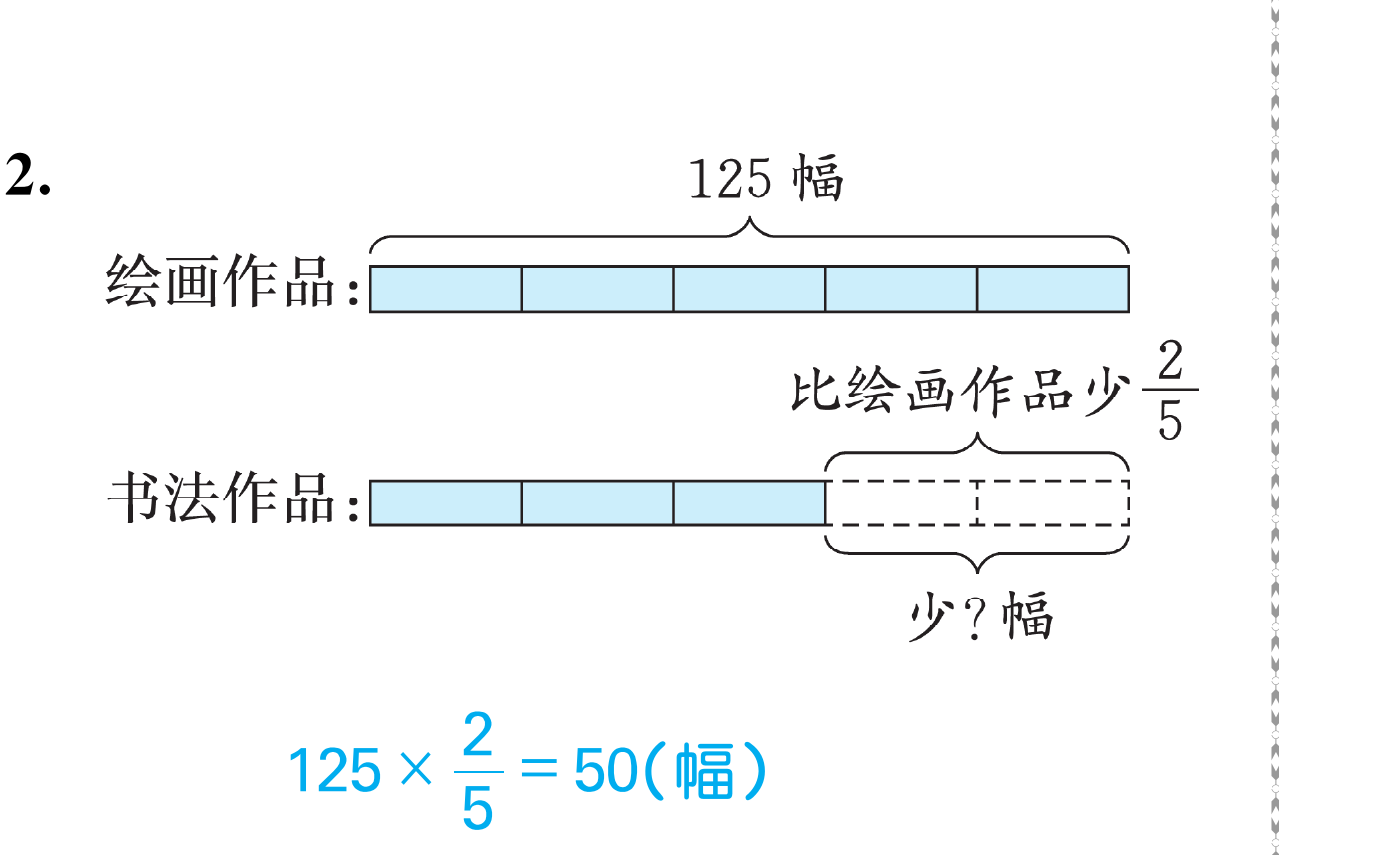 2.
125 幅
绘画作品:
比绘画作品少 2/5
书法作品:
少?幅
125 × 2/5 = 50(幅)